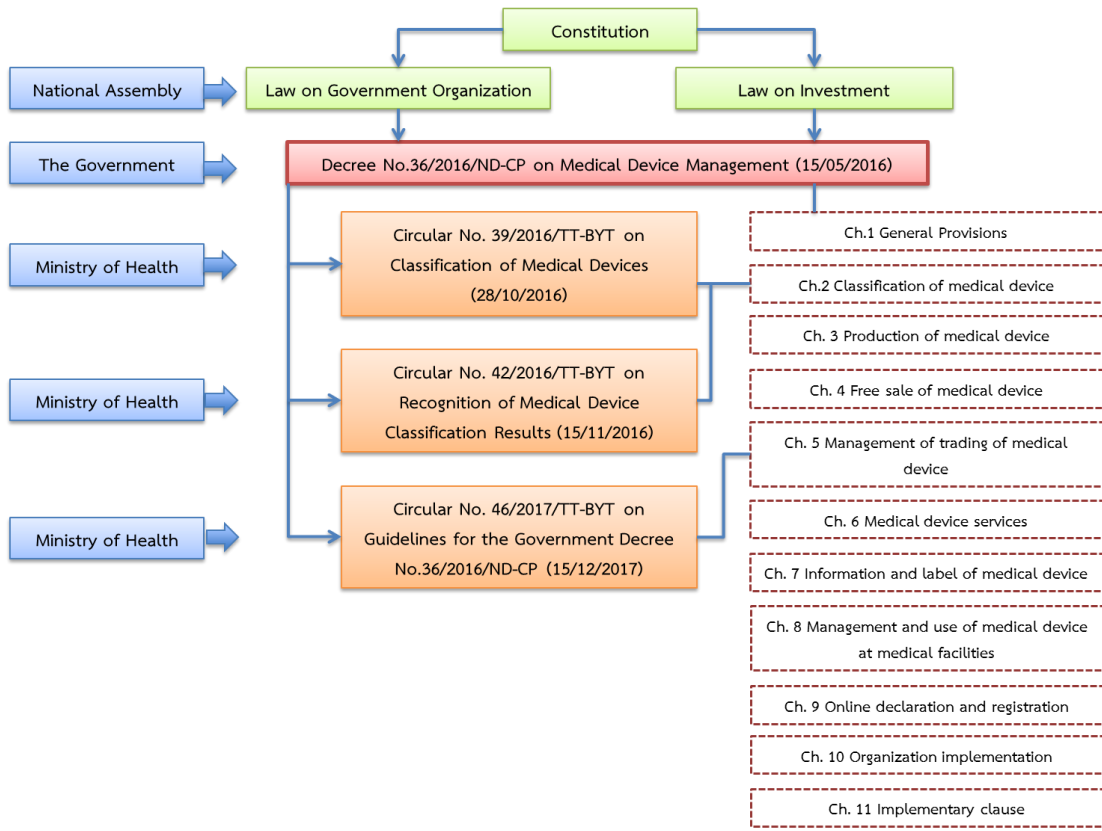 Constitution
National Assembly
Law on Government Organization
Law on Investment
The Government
Decree No.36/2016/ND-CP on Medical Device Management (15/05/2016)
Ministry of Health
Circular No. 39/2016/TT-BYT on
Classification of Medical Devices
(28/10/2016)
Ministry of Health
Circular No. 42/2016/TT-BYT on
Recognition of Medical Device
Classification Results (15/11/2016)
Ministry of Health
Circular No. 46/2017/TT-BYT on
Guidelines for the Government Decree
No.36/2016/ND-CP (15/12/2017)
Ch.1 General Provisions
Ch.2 Classification of medical device
Ch. 3 Production of medical device
Ch. 4 Free sale of medical device
Ch. 5 Management of trading of medical
device
Ch. 6 Medical device services
Ch. 7 Information and label of medical device
Ch. 8 Management and use of medical device
at medical facilities
Ch. 9 Online declaration and registration
Ch. 10 Organization implementation
Ch. 11 Implementary clause